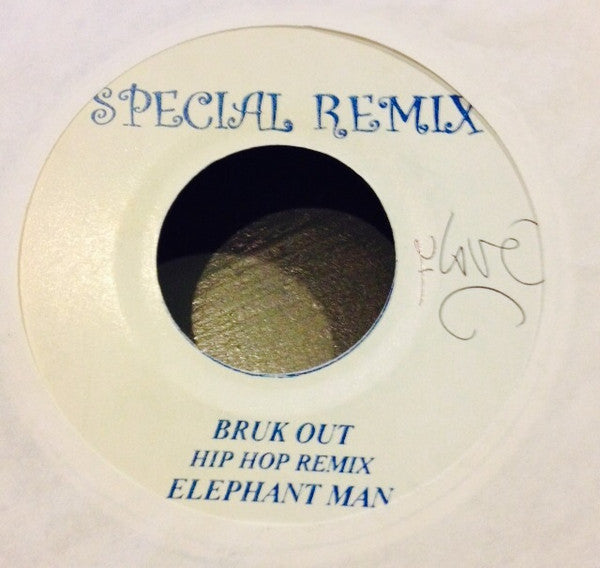 SPECIAL REMIX
BRUK OUT
HIP HOP REMIX
ELEPHANT MAN